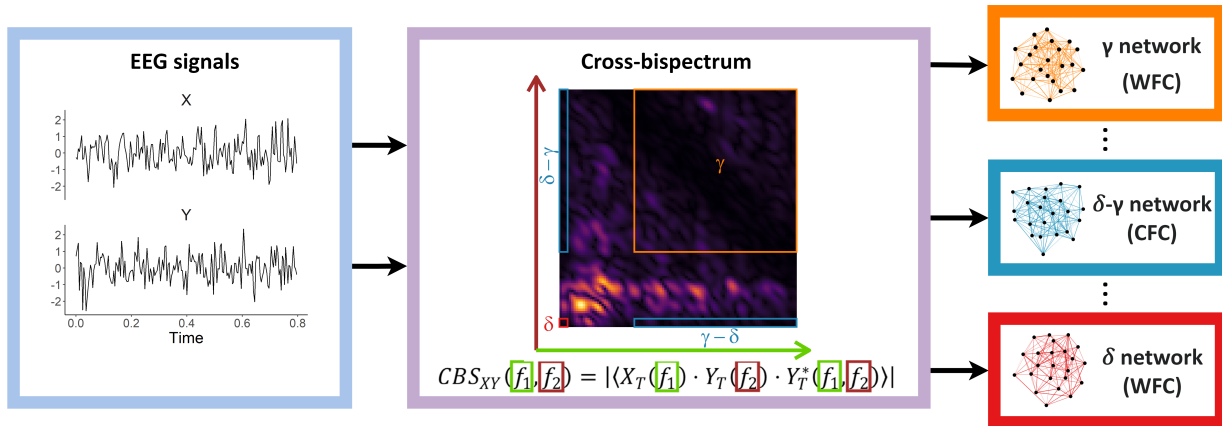 EEG signals
X
2
1
0
-1
-2
Y
2
1
0
-1
-2
0.0 0.2 0.4 0.6 0.8
Time
Cross-bispectrum
δ−γ
γ
δ
γ−δ
CBS_XY(f_1,f_2) = |⟨X_T(f_1) · Y_T(f_2) · Y_T^*(f_1,f_2)⟩|
γ network
(WFC)
⋮
δ-γ network
(CFC)
⋮
δ network
(WFC)